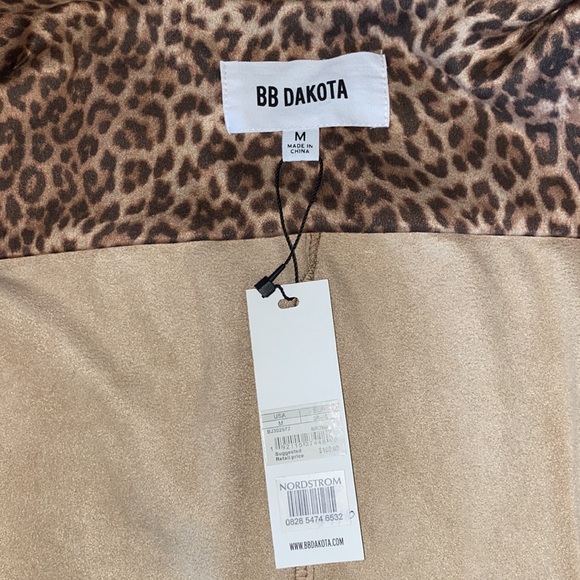 BB DAKOTA
M
MADE IN
CHINA
USA
M
Suggested
Retail price
NORDSTROM
0828 5474 6532
WWW.BBDAKOTA.COM